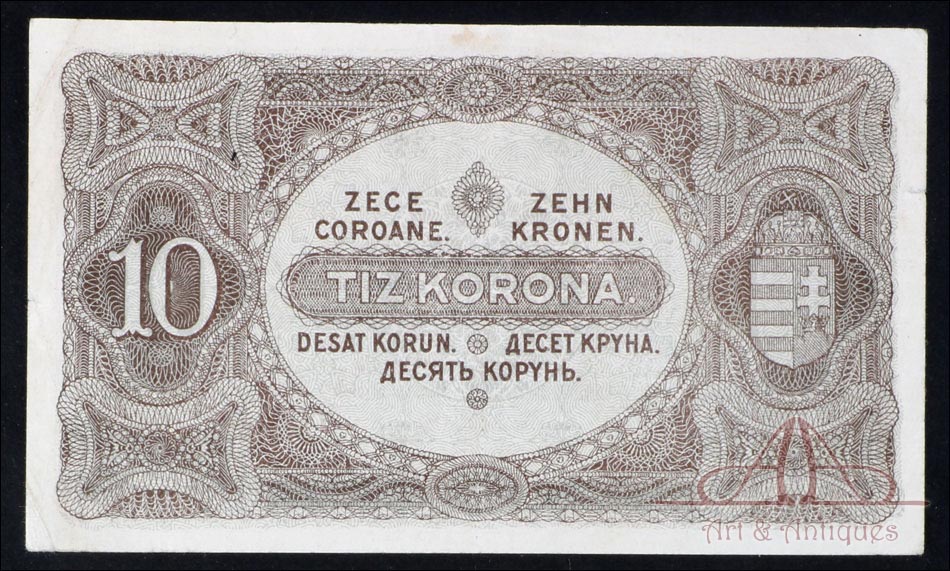 ZECE
COROANE.
ZEHN
KRONEN.
10
TIZ KORONA.
DESAT KORUN. ДЕСЕТ КРУНА.
ДЕСЯТЬ КОРУНЬ.
Art & Antiques